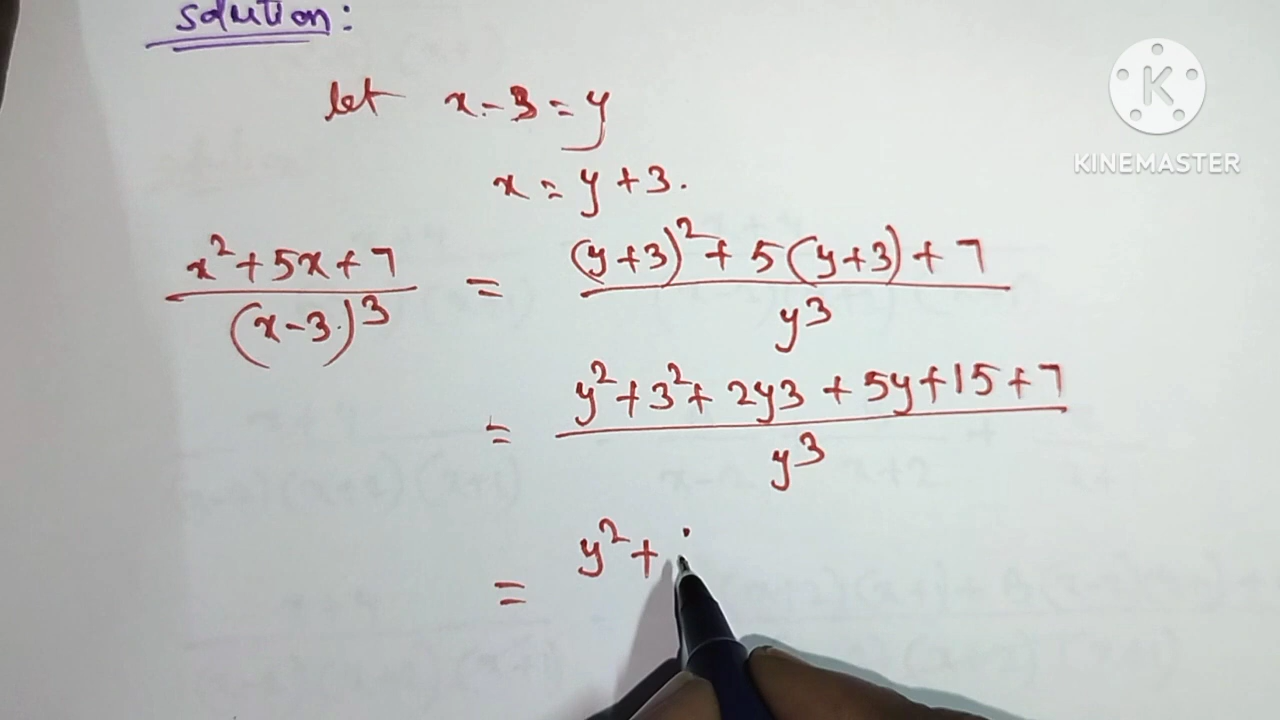 solution:
let x - 3 = y
K
KINEMASTER
x = y + 3.
x² + 5x + 7 / (x - 3.)³ = (y + 3)² + 5(y + 3) + 7 / y³
= y² + 3² + 2y3 + 5y + 15 + 7 / y³
= y² +